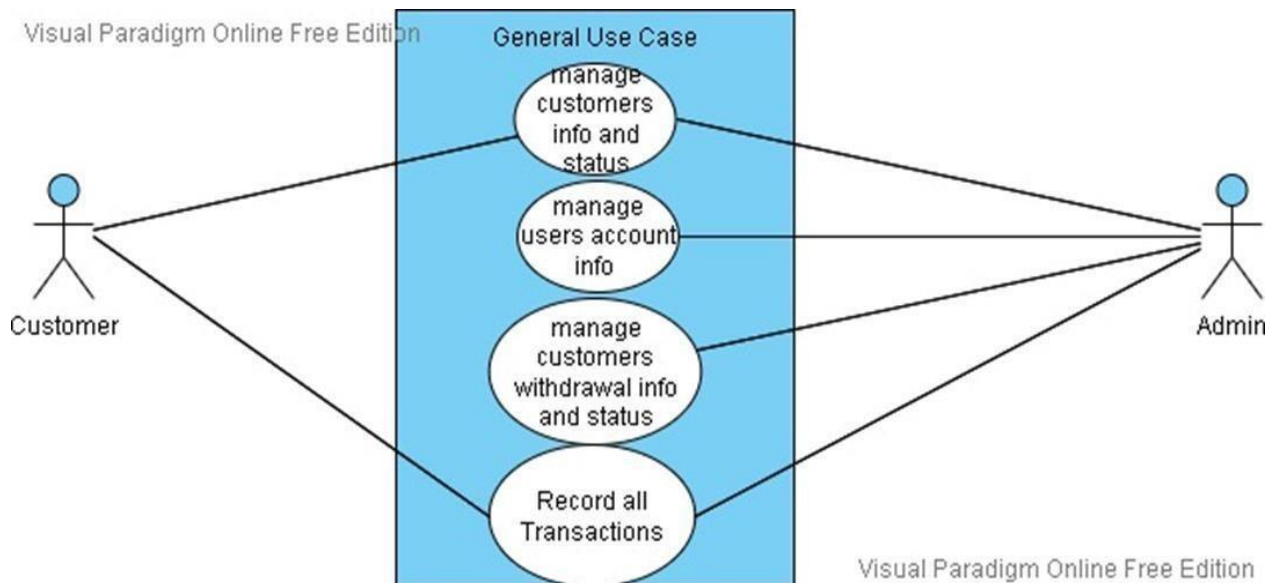 Visual Paradigm Online Free Edition
General Use Case
manage
customers
info and
status
manage
users account
info
manage
customers
withdrawal info
and status
Record all
Transactions
Customer
Admin
Visual Paradigm Online Free Edition